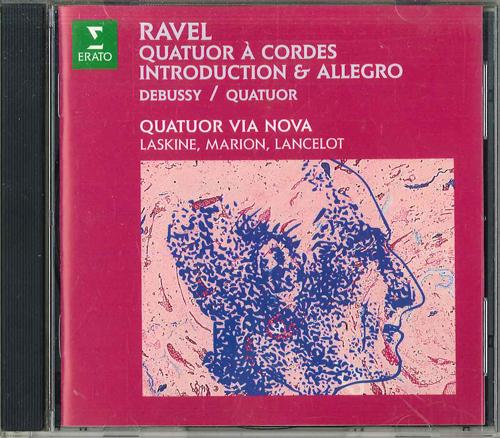 ERATO
RAVEL
QUATUOR À CORDES
INTRODUCTION & ALLEGRO
DEBUSSY / QUATUOR
QUATUOR VIA NOVA
LASKINE, MARION, LANCELOT